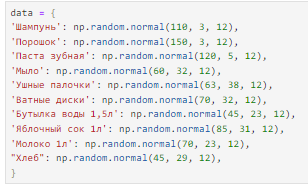 data = {
'Шампунь': np.random.normal(110, 3, 12),
'Порошок': np.random.normal(150, 3, 12),
'Паста зубная': np.random.normal(120, 5, 12),
'Мыло': np.random.normal(60, 32, 12),
'Ушные палочки': np.random.normal(63, 38, 12),
'Ватные диски': np.random.normal(70, 32, 12),
'Бутылка воды 1,5л': np.random.normal(45, 23, 12),
'Яблочный сок 1л': np.random.normal(85, 31, 12),
'Молоко 1л': np.random.normal(70, 23, 12),
"Хлеб": np.random.normal(45, 29, 12),
}